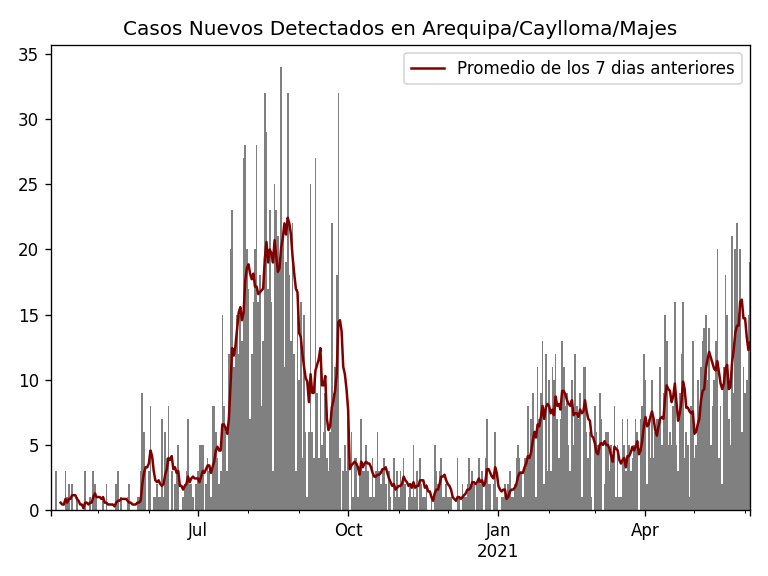 Casos Nuevos Detectados en Arequipa/Caylloma/Majes
Promedio de los 7 dias anteriores
35
30
25
20
15
10
5
0
Jul
Oct
Jan
2021
Apr